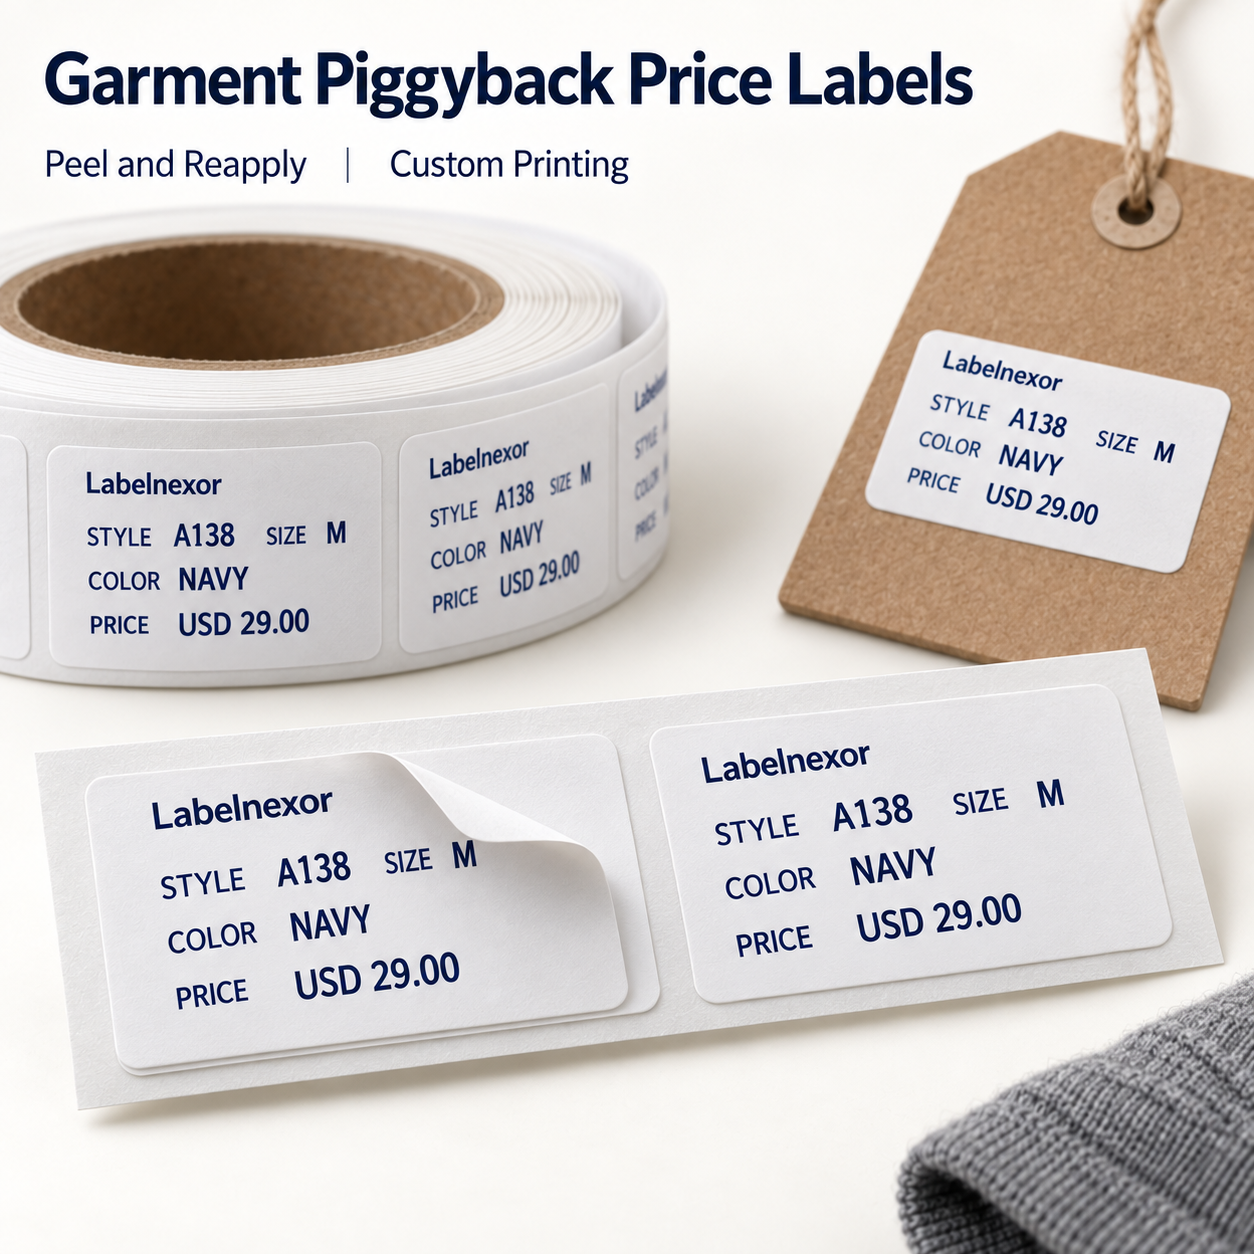 Garment Piggyback Price Labels
Peel and Reapply | Custom Printing
Labelnexor
STYLE A138 SIZE M
COLOR NAVY
PRICE USD 29.00
Labelnexor
STYLE A138 SIZE M
COLOR NAVY
PRICE USD 29.00
Labelnexor
STYLE A138 SIZE M
COLOR NAVY
PRICE USD 29.00
Labelnexor
STYLE A138 SIZE M
COLOR NAVY
PRICE USD 29.00
Labelnexor
STYLE A138 SIZE M
COLOR NAVY
PRICE USD 29.00